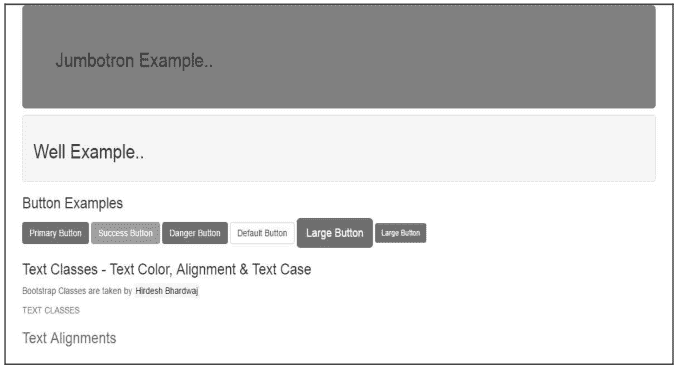 Jumbotron Example..
Well Example..
Button Examples
Primary Button Success Button Danger Button Default Button Large Button Large Button
Text Classes - Text Color, Alignment & Text Case
Bootstrap Classes are taken by Hirdesh Bhardwaj
TEXT CLASSES
Text Alignments